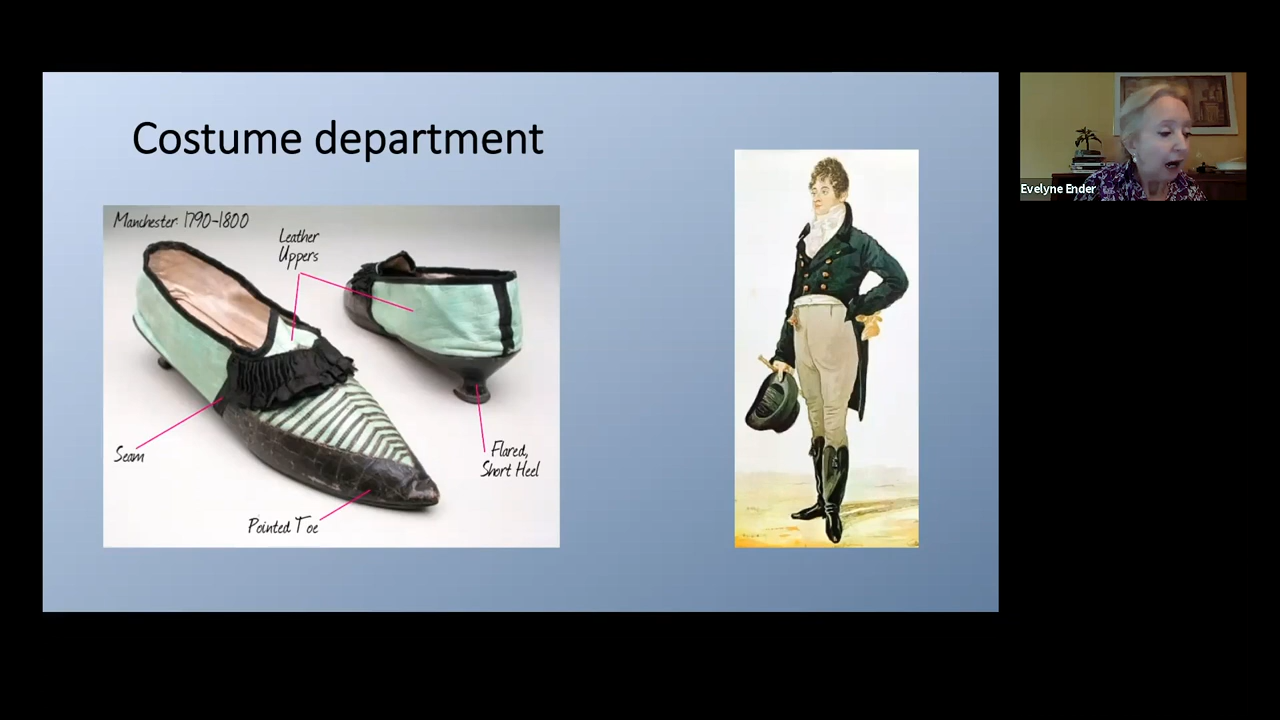 Costume department
Manchester: 1790-1800
Leather
Uppers
Seam
Flared,
Short Heel
Pointed Toe
Evelyne Ender